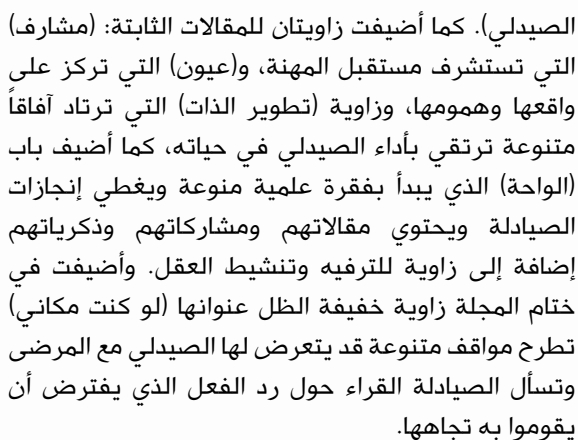 الصيدلي). كما أضيفت زاويتان للمقالات الثابتة: (مشارف)
التي تستشرف مستقبل المهنة، و(عيون) التي تركز على
واقعها وهمومها، وزاوية (تطوير الذات) التي ترتاد آفاقاً
متنوعة ترتقي بأداء الصيدلي في حياته، كما أضيف باب
(الواحة) الذي يبدأ بفقرة علمية منوعة ويغطي إنجازات
الصيادلة ويحتوي مقالاتهم ومشاركاتهم وذكرياتهم
إضافة إلى زاوية للترفيه وتنشيط العقل. وأضيفت في
ختام المجلة زاوية خفيفة الظل عنوانها (لو كنت مكاني)
تطرح مواقف متنوعة قد يتعرض لها الصيدلي مع المرضى
وتسأل الصيادلة القراء حول رد الفعل الذي يفترض أن
يقوموا به تجاهها.